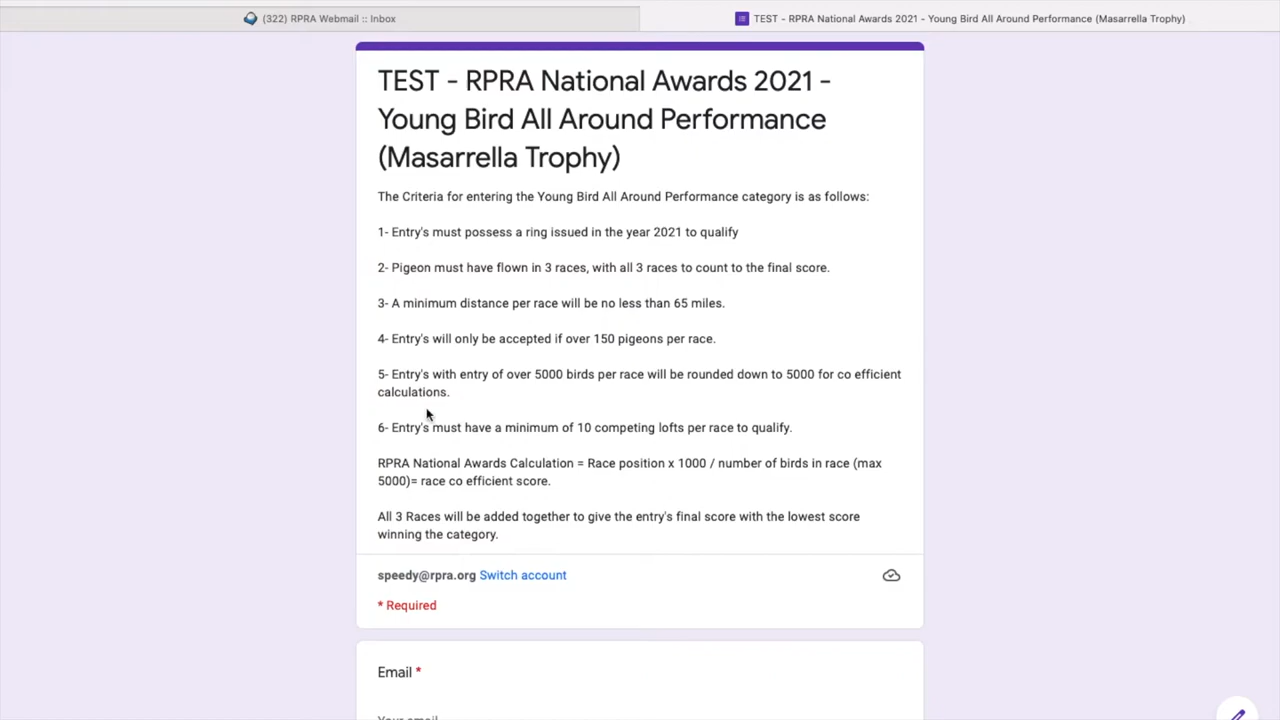 (322) RPRA Webmail :: Inbox
TEST - RPRA National Awards 2021 - Young Bird All Around Performance (Masarrella Trophy)
TEST - RPRA National Awards 2021 -
Young Bird All Around Performance
(Masarrella Trophy)
The Criteria for entering the Young Bird All Around Performance category is as follows:
1- Entry's must possess a ring issued in the year 2021 to qualify
2- Pigeon must have flown in 3 races, with all 3 races to count to the final score.
3- A minimum distance per race will be no less than 65 miles.
4- Entry's will only be accepted if over 150 pigeons per race.
5- Entry's with entry of over 5000 birds per race will be rounded down to 5000 for co efficient
calculations.
6- Entry's must have a minimum of 10 competing lofts per race to qualify.
RPRA National Awards Calculation = Race position x 1000 / number of birds in race (max
5000)= race co efficient score.
All 3 Races will be added together to give the entry's final score with the lowest score
winning the category.
speedy@rpra.org Switch account
* Required
Email *
Your email